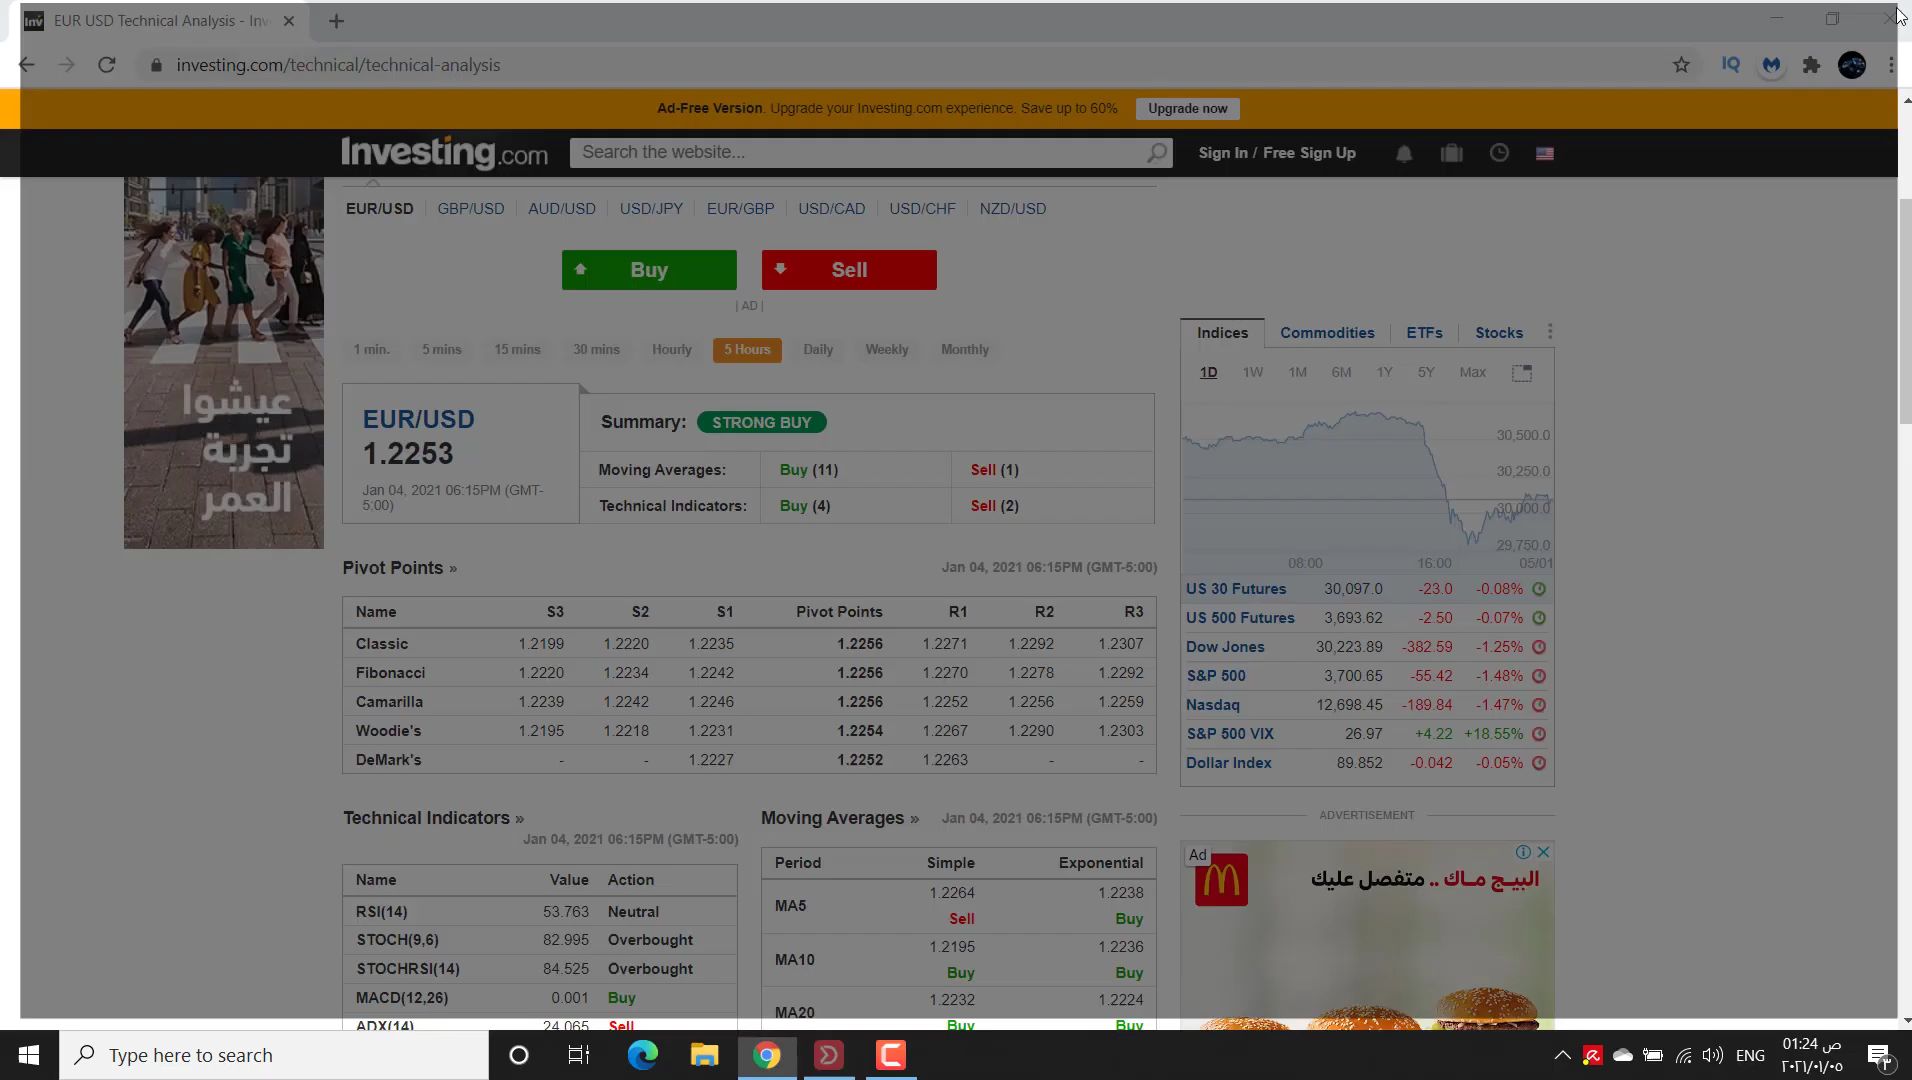 EUR USD Technical Analysis - Inv
investing.com/technical/technical-analysis
IQ
Ad-Free Version. Upgrade your Investing.com experience. Save up to 60% Upgrade now
Investing.com
Search the website...
Sign In / Free Sign Up
EUR/USD GBP/USD AUD/USD USD/JPY EUR/GBP USD/CAD USD/CHF NZD/USD
Buy Sell
| AD |
1 min. 5 mins 15 mins 30 mins Hourly 5 Hours Daily Weekly Monthly
عيشوا
تجربة
العمر
EUR/USD
1.2253
Jan 04, 2021 06:15PM (GMT-
5:00)
Summary: STRONG BUY
Moving Averages: Buy (11) Sell (1)
Technical Indicators: Buy (4) Sell (2)
Pivot Points » Jan 04, 2021 06:15PM (GMT-5:00)
Name S3 S2 S1 Pivot Points R1 R2 R3
Classic 1.2199 1.2220 1.2235 1.2256 1.2271 1.2292 1.2307
Fibonacci 1.2220 1.2234 1.2242 1.2256 1.2270 1.2278 1.2292
Camarilla 1.2239 1.2242 1.2246 1.2256 1.2252 1.2256 1.2259
Woodie's 1.2195 1.2218 1.2231 1.2254 1.2267 1.2290 1.2303
DeMark's - - 1.2227 1.2252 1.2263 - -
Technical Indicators »
Jan 04, 2021 06:15PM (GMT-5:00)
Name Value Action
RSI(14) 53.763 Neutral
STOCH(9,6) 82.995 Overbought
STOCHRSI(14) 84.525 Overbought
MACD(12,26) 0.001 Buy
ADX(14) 24.065 Sell
Moving Averages » Jan 04, 2021 06:15PM (GMT-5:00)
Period Simple Exponential
MA5 1.2264 1.2238
Sell Buy
MA10 1.2195 1.2236
Buy Buy
MA20 1.2232 1.2224
Buy Buy
Indices Commodities ETFs Stocks
1D 1W 1M 6M 1Y 5Y Max
30,500.0
30,250.0
30,000.0
29,750.0
08:00 16:00 05/01
US 30 Futures 30,097.0 -23.0 -0.08%
US 500 Futures 3,693.62 -2.50 -0.07%
Dow Jones 30,223.89 -382.59 -1.25%
S&P 500 3,700.65 -55.42 -1.48%
Nasdaq 12,698.45 -189.84 -1.47%
S&P 500 VIX 26.97 +4.22 +18.55%
Dollar Index 89.852 -0.042 -0.05%
ADVERTISEMENT
Ad
البيـج مـاك .. متفصل عليك
Type here to search
ENG
01:24 ص
٢٠٢١/٠١/٠٥
٣